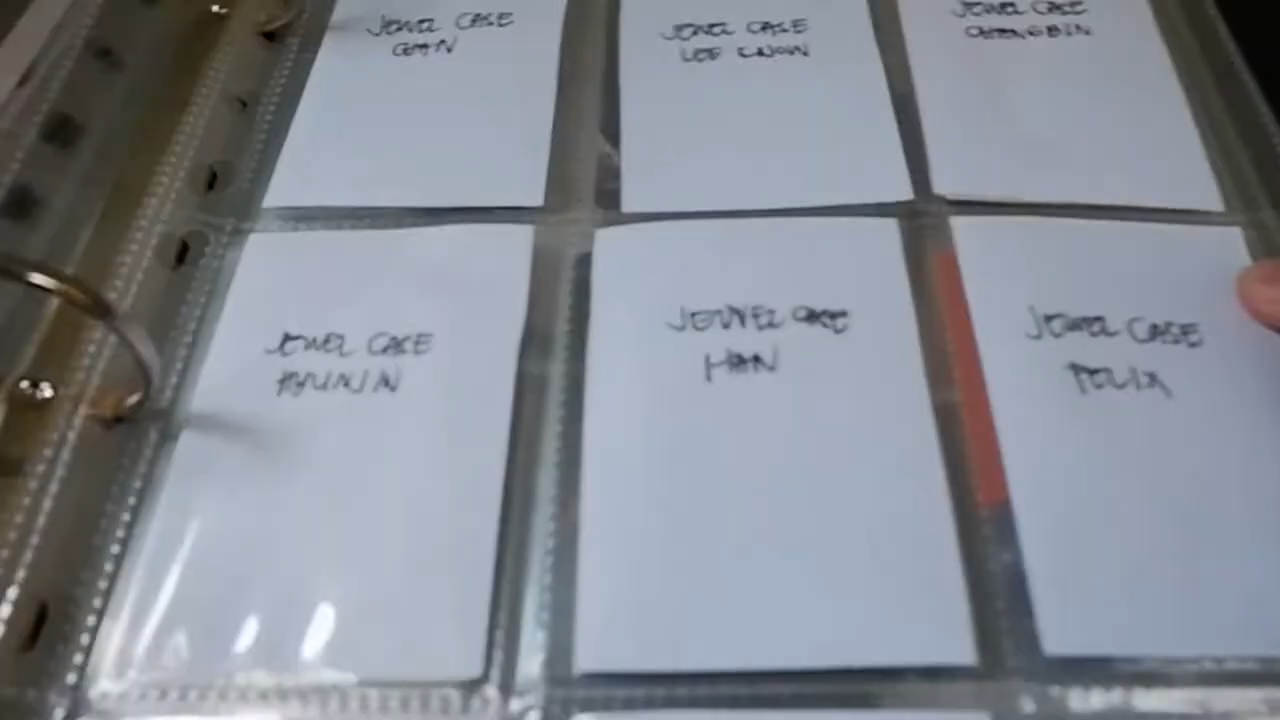 JEWEL CASE
CHAN
JEWEL CASE
LEE KNOW
JEWEL CASE
CHANGBIN
JEWEL CASE
HYUNJIN
JEWEL CASE
HAN
JEWEL CASE
FELIX